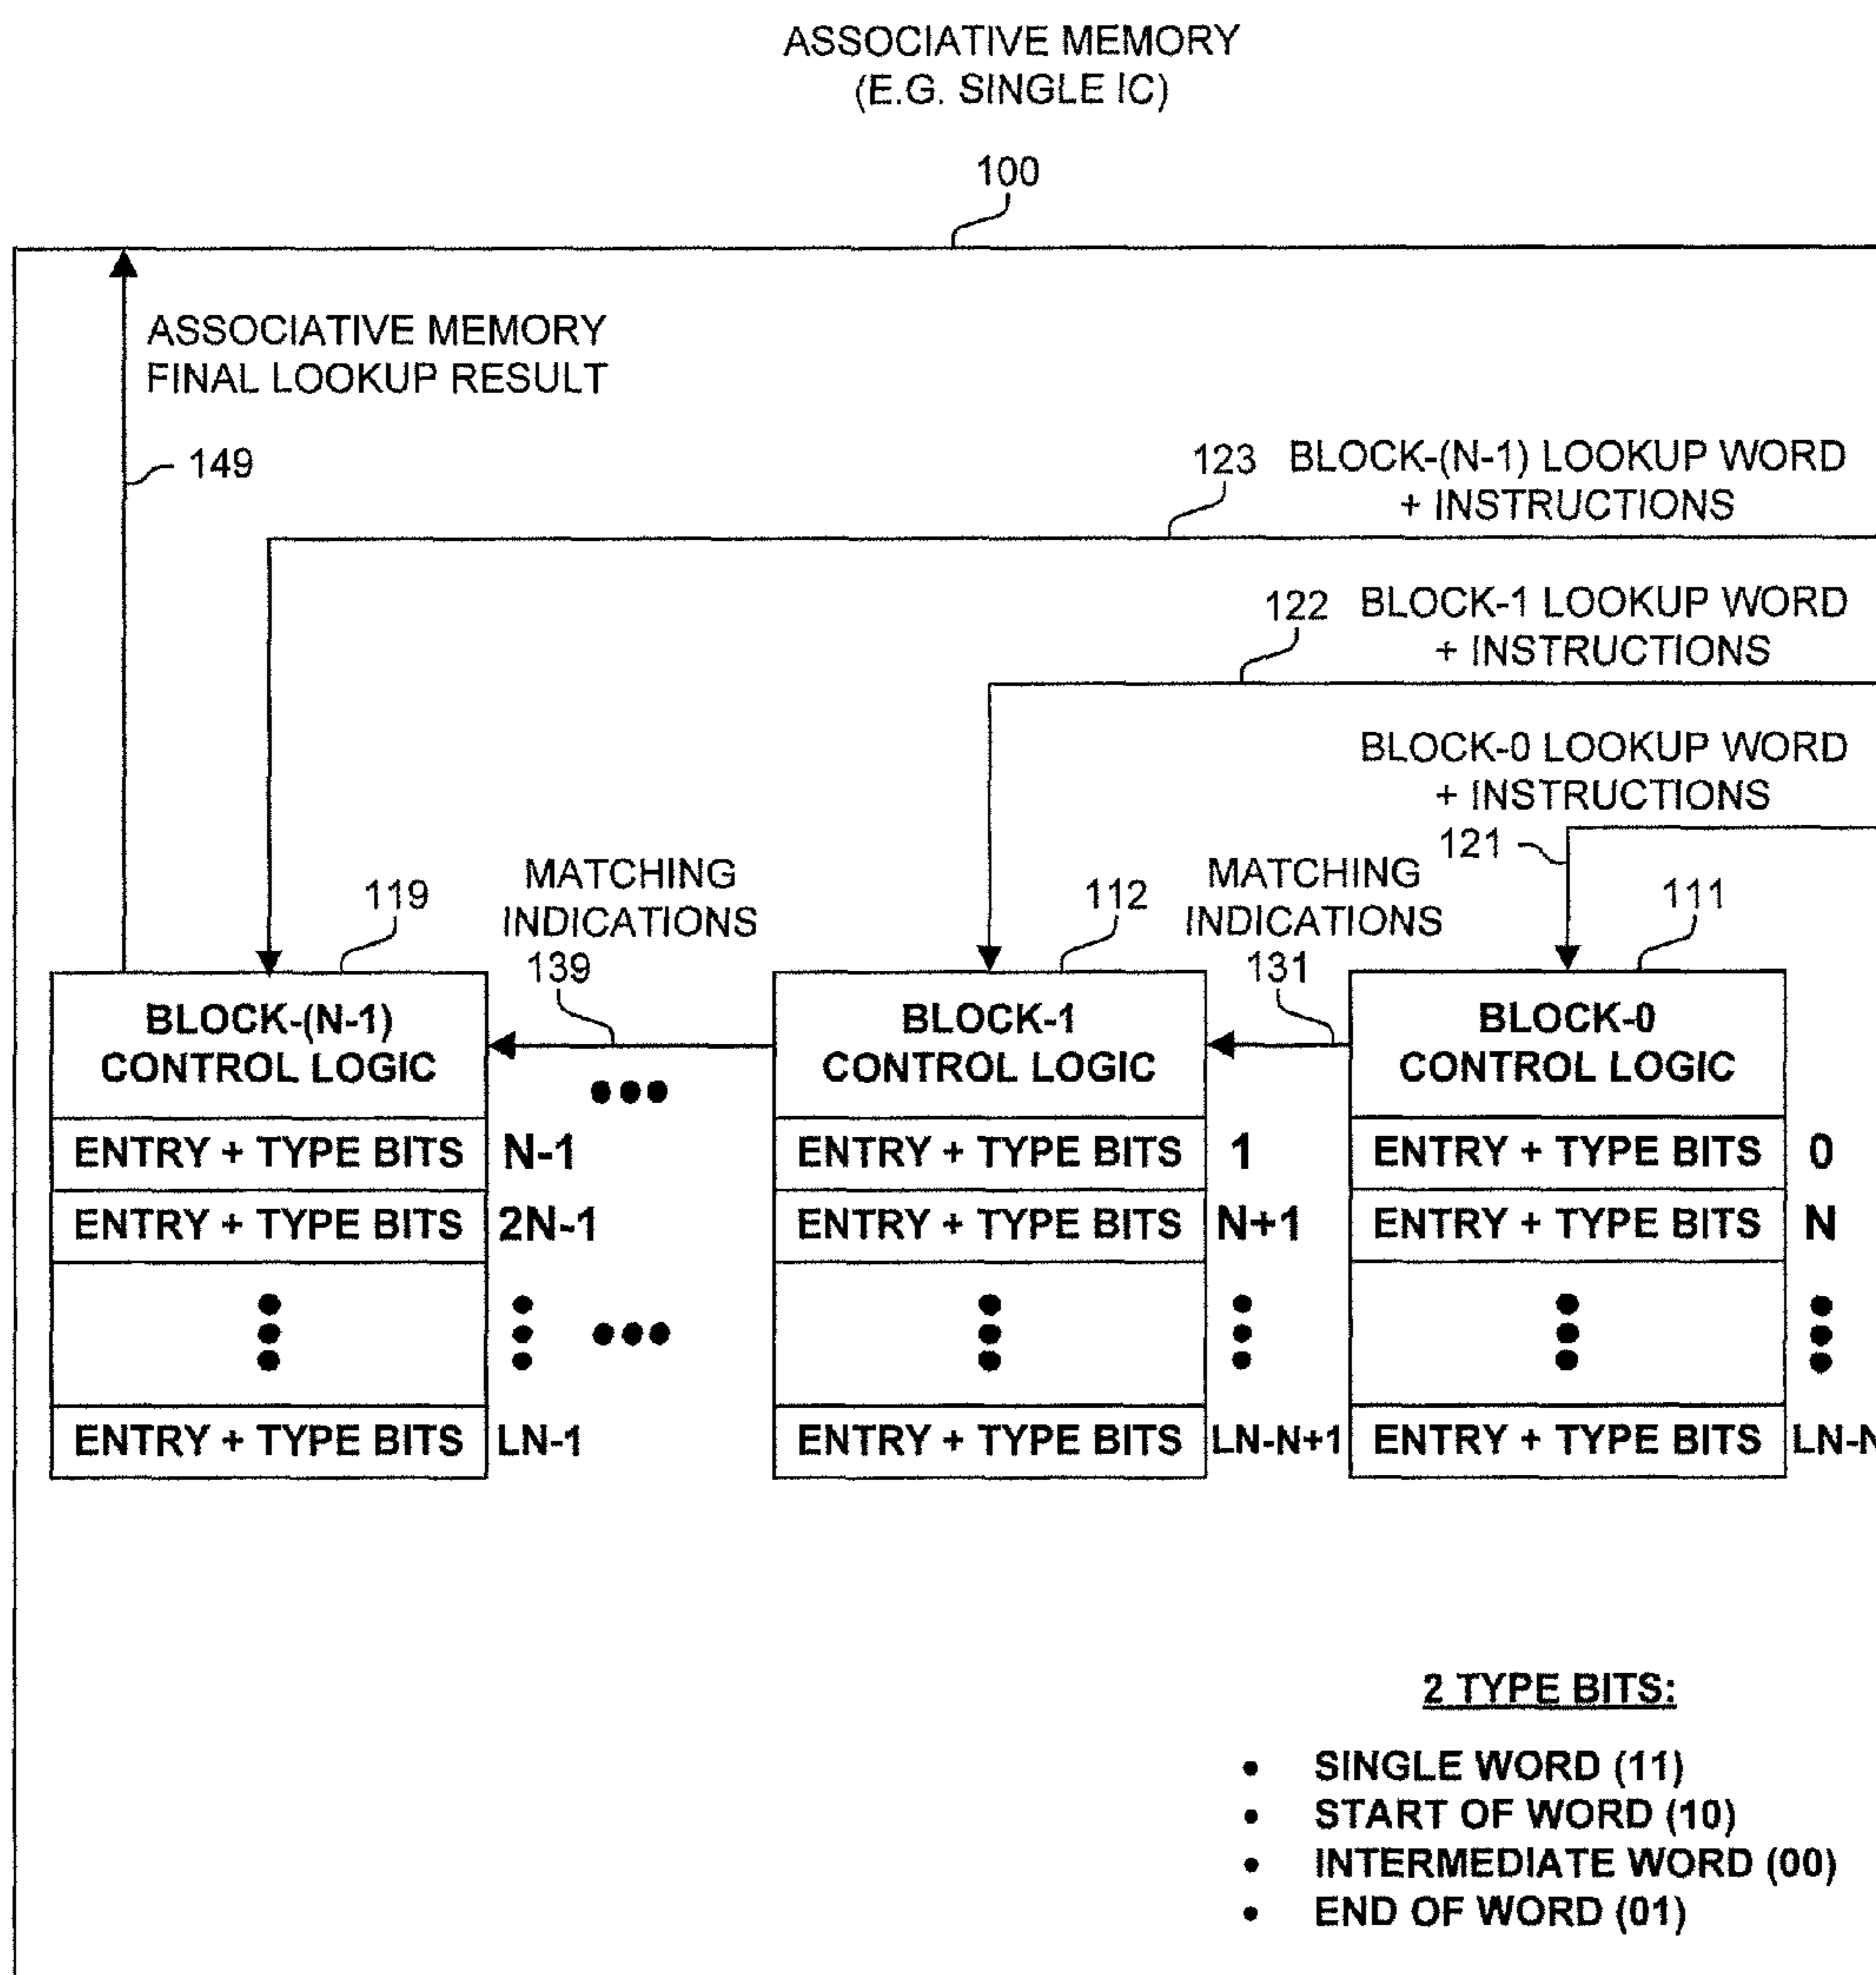 ASSOCIATIVE MEMORY
(E.G. SINGLE IC)
100
ASSOCIATIVE MEMORY
FINAL LOOKUP RESULT
149
123 BLOCK-(N-1) LOOKUP WORD
+ INSTRUCTIONS
122 BLOCK-1 LOOKUP WORD
+ INSTRUCTIONS
BLOCK-0 LOOKUP WORD
+ INSTRUCTIONS
121
119
MATCHING
INDICATIONS
139
112
MATCHING
INDICATIONS
131
111
BLOCK-(N-1)
CONTROL LOGIC
BLOCK-1
CONTROL LOGIC
BLOCK-0
CONTROL LOGIC
ENTRY + TYPE BITS N-1 ENTRY + TYPE BITS 1 ENTRY + TYPE BITS 0
ENTRY + TYPE BITS 2N-1 ENTRY + TYPE BITS N+1 ENTRY + TYPE BITS N
ENTRY + TYPE BITS LN-1 ENTRY + TYPE BITS LN-N+1 ENTRY + TYPE BITS LN-N
2 TYPE BITS:
• SINGLE WORD (11)
• START OF WORD (10)
• INTERMEDIATE WORD (00)
• END OF WORD (01)